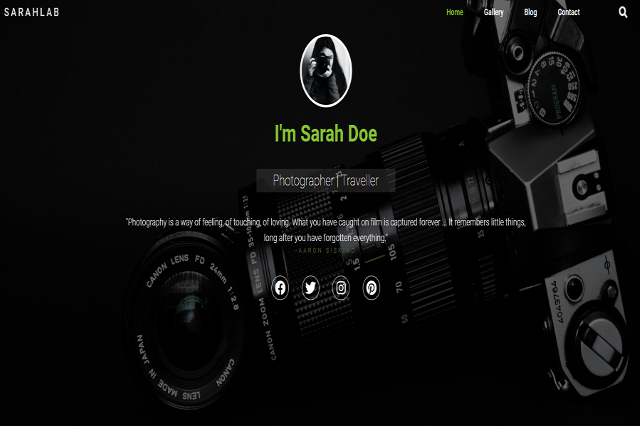 SARAHLAB
Home Gallery Blog Contact
I'm Sarah Doe
Photographer | Traveller
"Photography is a way of feeling, of touching, of loving. What you have caught on film is captured forever… It remembers little things,
long after you have forgotten everything."
-AARON SISKIND
CANON LENS FD 24mm 1:2.8
CANON LENS MADE IN JAPAN
CANON ZOOM LENS FD 35-105mm
1.5
105
70
50
PROGRAM